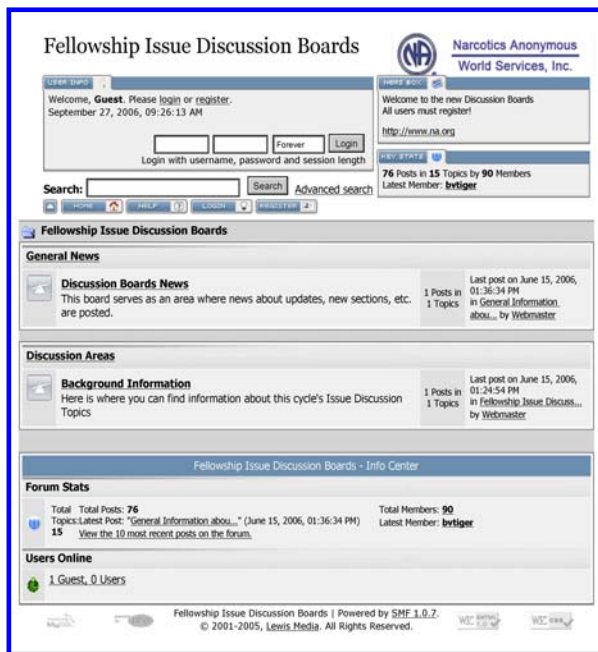 Fellowship Issue Discussion Boards
NA
Narcotics Anonymous
World Services, Inc.
USER INFO
Welcome, Guest. Please login or register.
September 27, 2006, 09:26:13 AM
Forever
Login
Login with username, password and session length
NEWS BOX
Welcome to the new Discussion Boards
All users must register!
http://www.na.org
KEY STATS
76 Posts in 15 Topics by 90 Members
Latest Member: bvtiger
Search:
Search
Advanced search
HOME
HELP
LOGIN
REGISTER
Fellowship Issue Discussion Boards
General News
Discussion Boards News
This board serves as an area where news about updates, new sections, etc.
are posted.
1 Posts in
1 Topics
Last post on June 15, 2006,
01:36:34 PM
in General Information
abou... by Webmaster
Discussion Areas
Background Information
Here is where you can find information about this cycle's Issue Discussion
Topics
1 Posts in
1 Topics
Last post on June 15, 2006,
01:24:54 PM
in Fellowship Issue Discuss...
by Webmaster
Fellowship Issue Discussion Boards - Info Center
Forum Stats
Total Topics: 15
Total Posts: 76
Latest Post: "General Information abou..." (June 15, 2006, 01:36:34 PM)
View the 10 most recent posts on the forum.
Total Members: 90
Latest Member: bvtiger
Users Online
1 Guest, 0 Users
Fellowship Issue Discussion Boards | Powered by SMF 1.0.7.
© 2001-2005, Lewis Media. All Rights Reserved.
W3C
W3C css